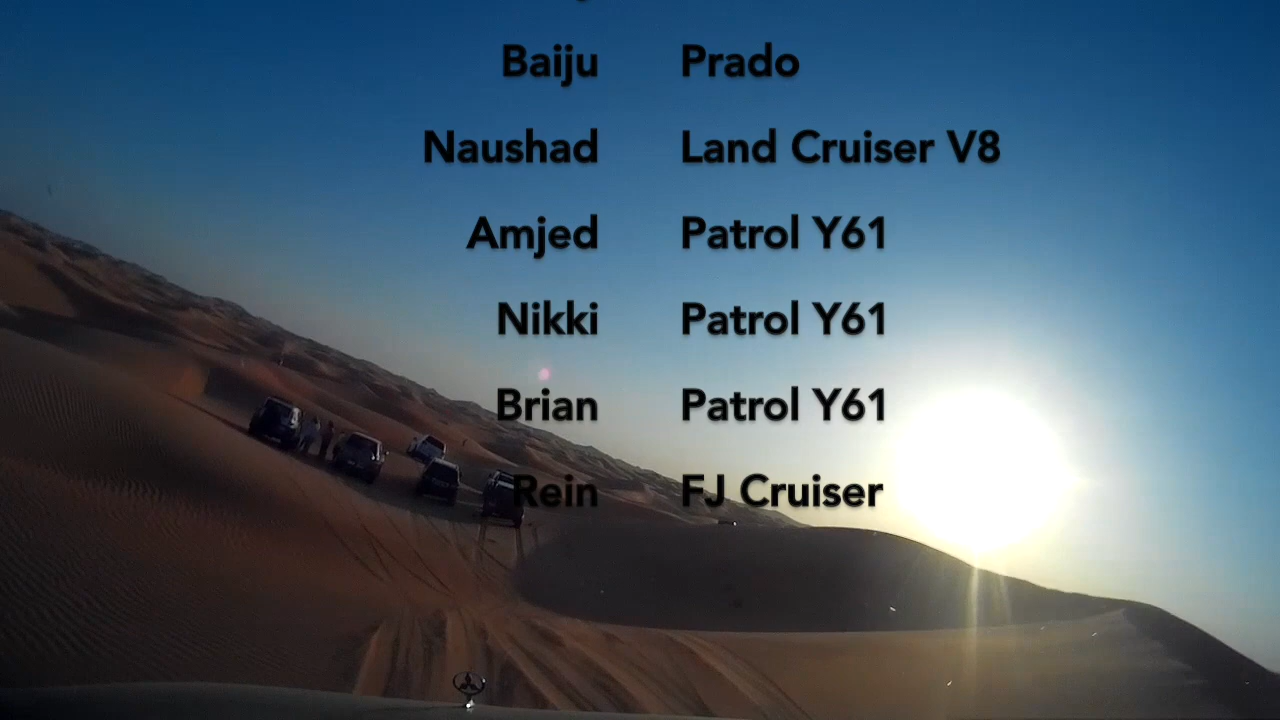 Baiju Prado
Naushad Land Cruiser V8
Amjed Patrol Y61
Nikki Patrol Y61
Brian Patrol Y61
Rein FJ Cruiser